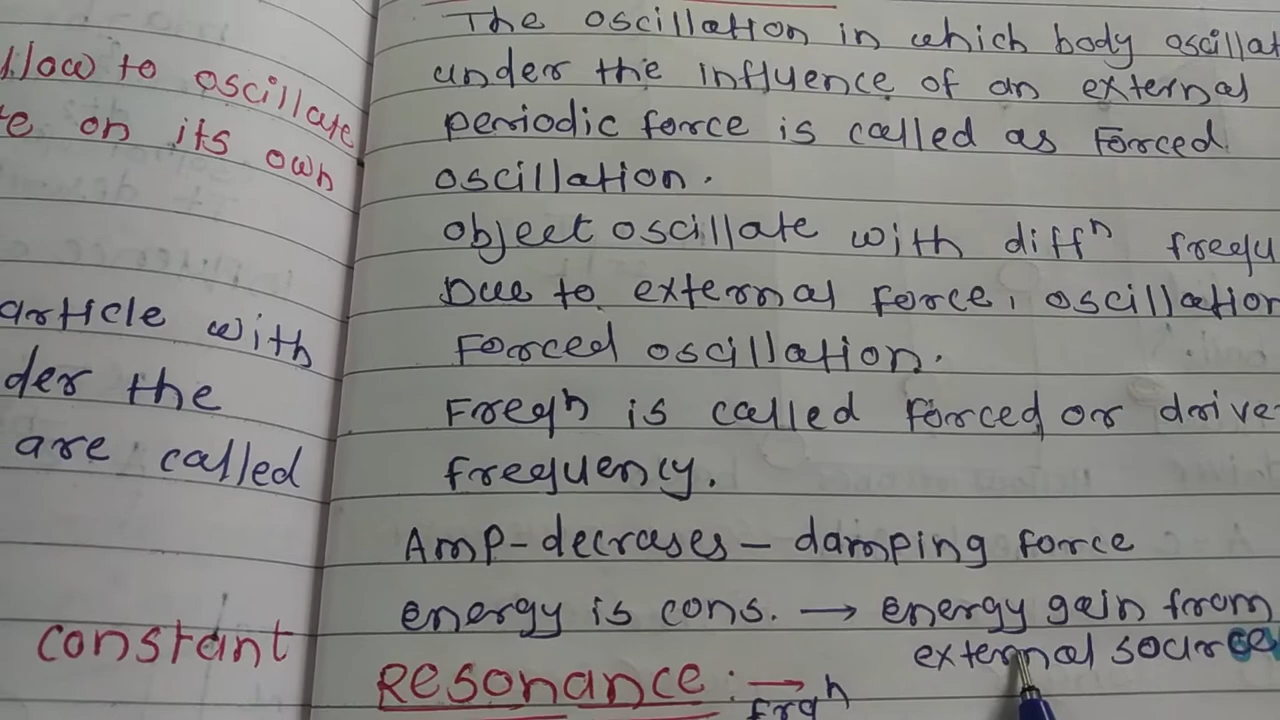 llow to oscillate
e on its own
article with
der the
are called
constant
The oscillation in which body oscillat
under the influence of an external
periodic force is called as Forced
oscillation.
object oscillate with diffⁿ frequ
Due to external force, oscillation
Forced oscillation.
Freqⁿ is called forced or drive
frequency.
Amp-decrases - damping force
energy is cons. → energy gain from
external source
Resonance : → frqⁿ